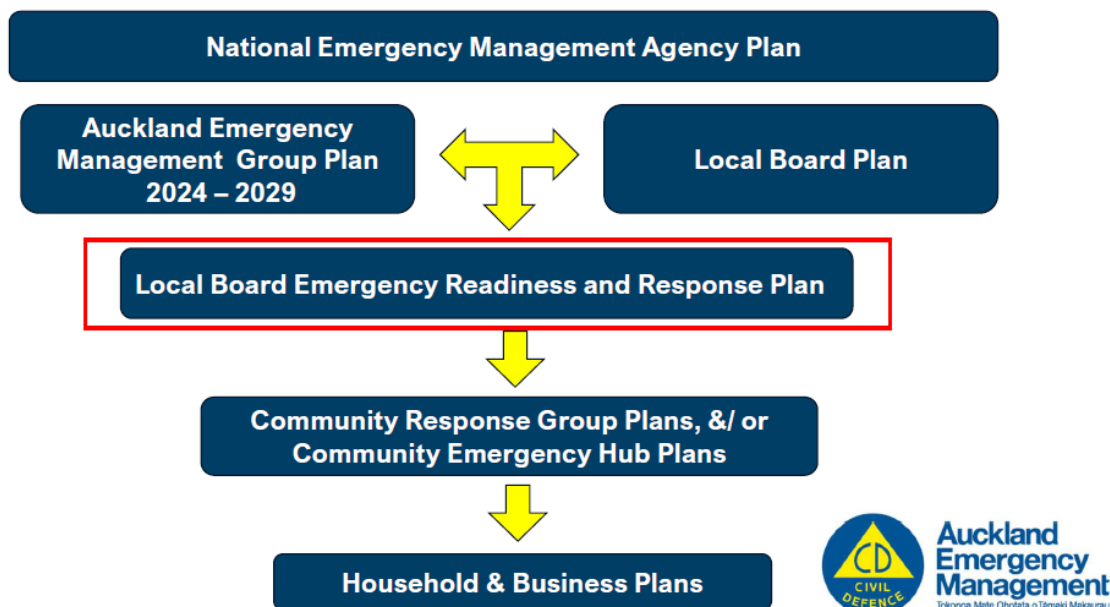 National Emergency Management Agency Plan
Auckland Emergency
Management Group Plan
2024 – 2029
Local Board Plan
Local Board Emergency Readiness and Response Plan
Community Response Group Plans, &/ or
Community Emergency Hub Plans
Household & Business Plans
CD
CIVIL
DEFENCE
Auckland
Emergency
Management